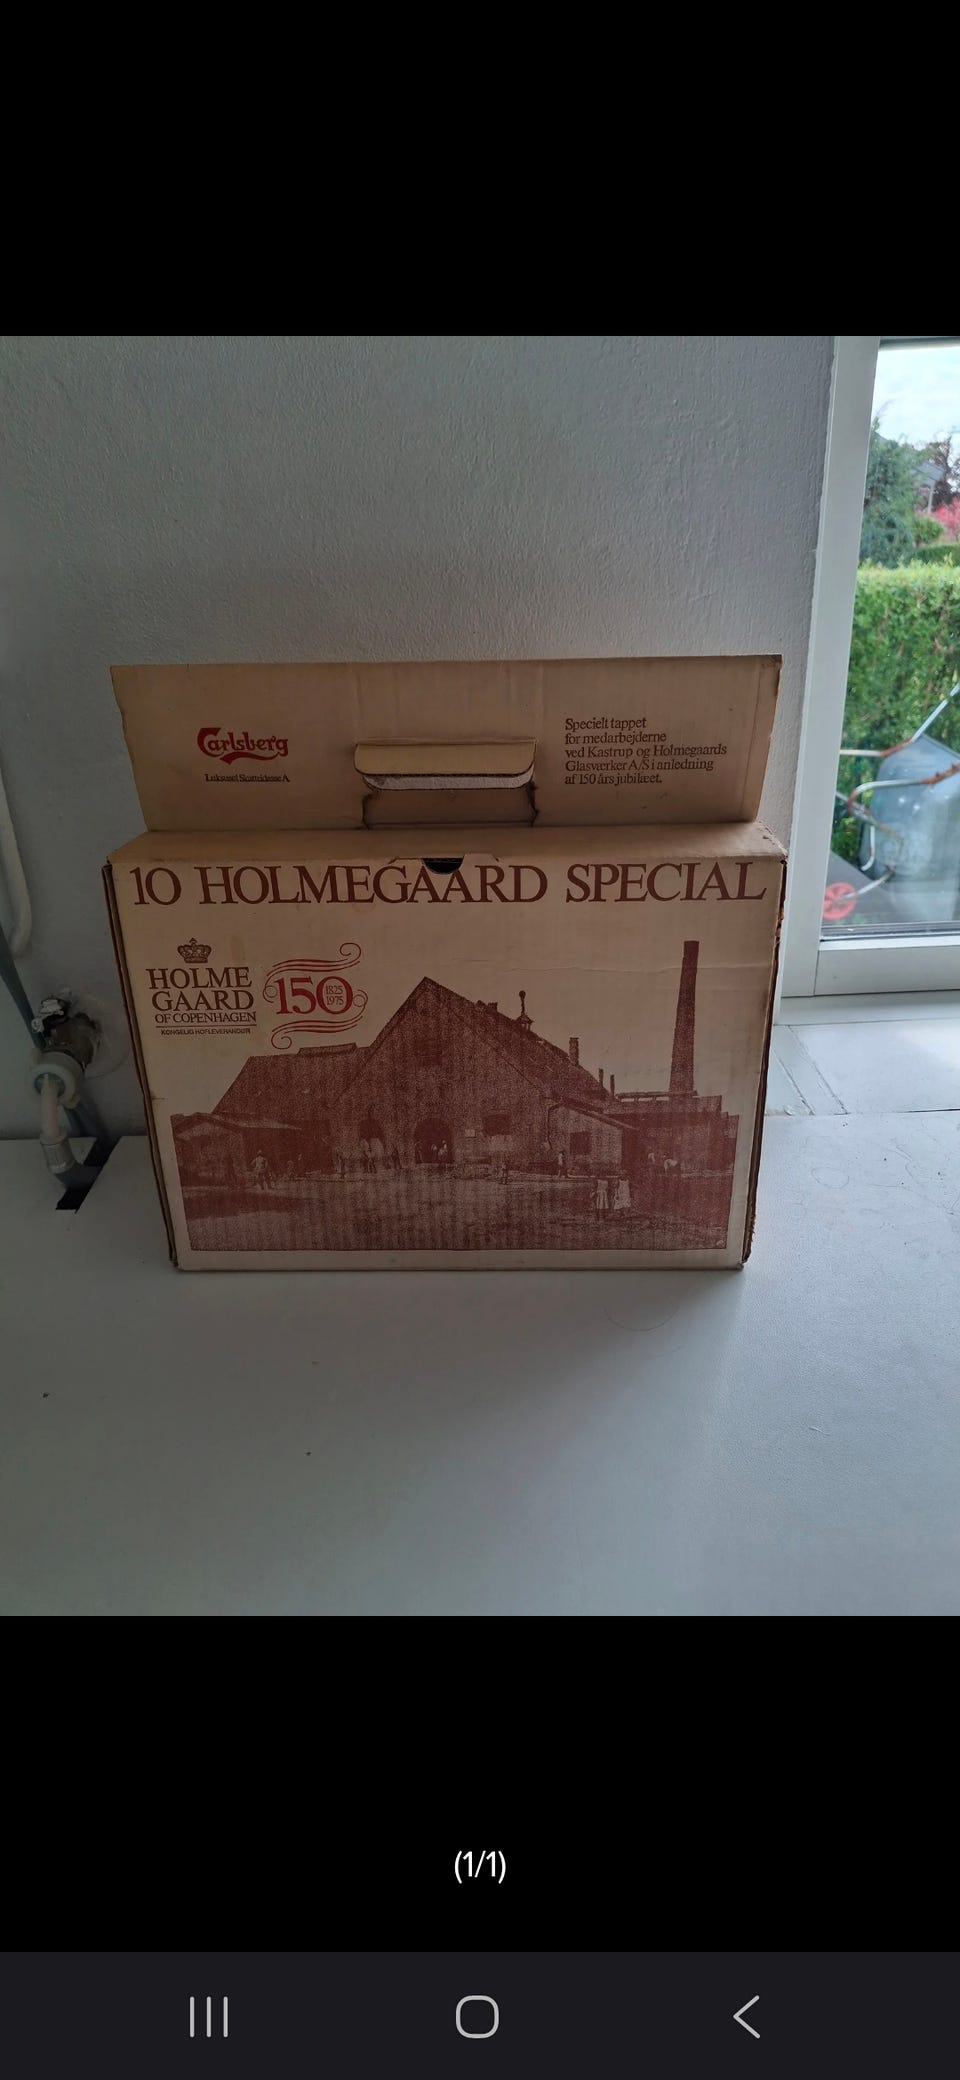 Carlsberg
Luksusøl Skatteklasse A
Specielt tappet
for medarbejderne
ved Kastrup og Holmegaards
Glasværker A/S i anledning
af 150 års jubilæet.
10 HOLMEGAARD SPECIAL
HOLME
GAARD
OF COPENHAGEN
KONGELIG HOFLEVERANDØR
150
1825
1975
(1/1)